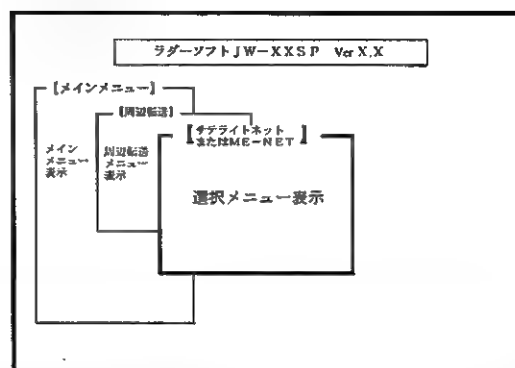 ラダーソフトJW－XXSP Ver X.X
【メインメニュー】
【周辺転送】
【サテライトネット
またはME－NET】
メイン
メニュー
表示
周辺転送
メニュー
表示
選択メニュー表示